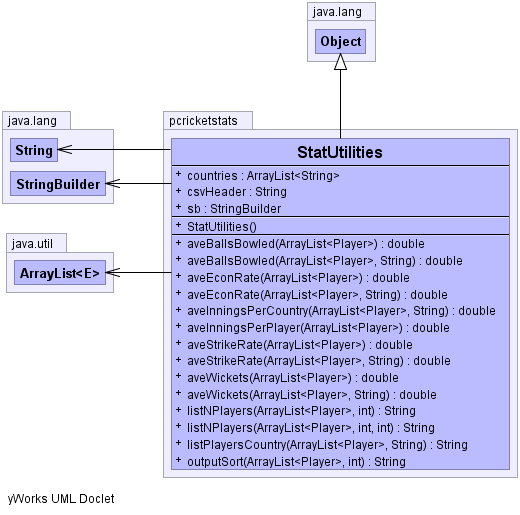 java.lang
Object
java.lang
String
StringBuilder
java.util
ArrayList<E>
pcricketstats
StatUtilities
+ countries : ArrayList<String>
+ csvHeader : String
+ sb : StringBuilder
+ StatUtilities()
+ aveBallsBowled(ArrayList<Player>) : double
+ aveBallsBowled(ArrayList<Player>, String) : double
+ aveEconRate(ArrayList<Player>) : double
+ aveEconRate(ArrayList<Player>, String) : double
+ aveInningsPerCountry(ArrayList<Player>, String) : double
+ aveInningsPerPlayer(ArrayList<Player>) : double
+ aveStrikeRate(ArrayList<Player>) : double
+ aveStrikeRate(ArrayList<Player>, String) : double
+ aveWickets(ArrayList<Player>) : double
+ aveWickets(ArrayList<Player>, String) : double
+ listNPlayers(ArrayList<Player>, int) : String
+ listNPlayers(ArrayList<Player>, int, int) : String
+ listPlayersCountry(ArrayList<Player>, String) : String
+ outputSort(ArrayList<Player>, int) : String
yWorks UML Doclet